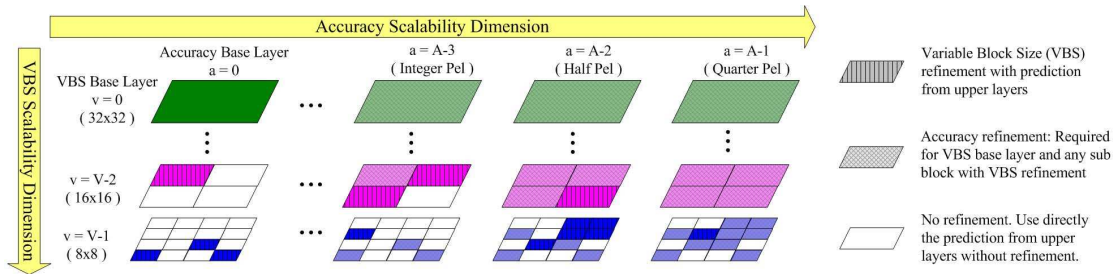 Accuracy Scalability Dimension
VBS Scalability Dimension
Accuracy Base Layer
a = 0
a = A-3
( Integer Pel )
a = A-2
( Half Pel )
a = A-1
( Quarter Pel )
VBS Base Layer
v = 0
( 32x32 )
v = V-2
( 16x16 )
v = V-1
( 8x8 )
Variable Block Size (VBS)
refinement with prediction
from upper layers
Accuracy refinement: Required
for VBS base layer and any sub
block with VBS refinement
No refinement. Use directly
the prediction from upper
layers without refinement.